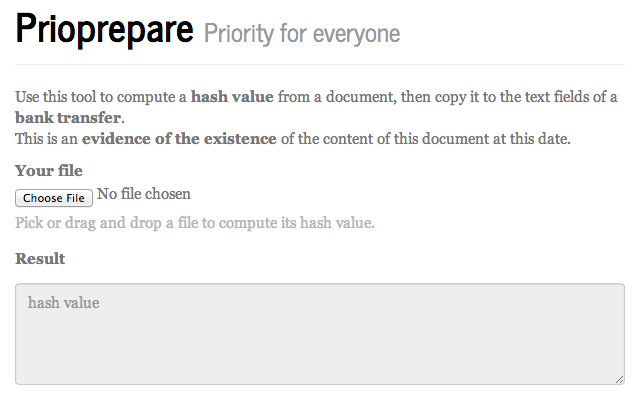 Prioprepare Priority for everyone
Use this tool to compute a hash value from a document, then copy it to the text fields of a
bank transfer.
This is an evidence of the existence of the content of this document at this date.
Your file
Choose File No file chosen
Pick or drag and drop a file to compute its hash value.
Result
hash value